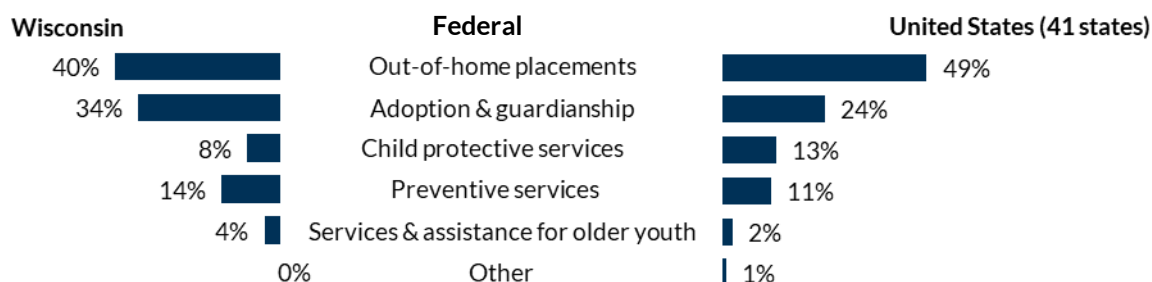 Wisconsin Federal United States (41 states)
40% Out-of-home placements 49%
34% Adoption & guardianship 24%
8% Child protective services 13%
14% Preventive services 11%
4% Services & assistance for older youth 2%
0% Other 1%